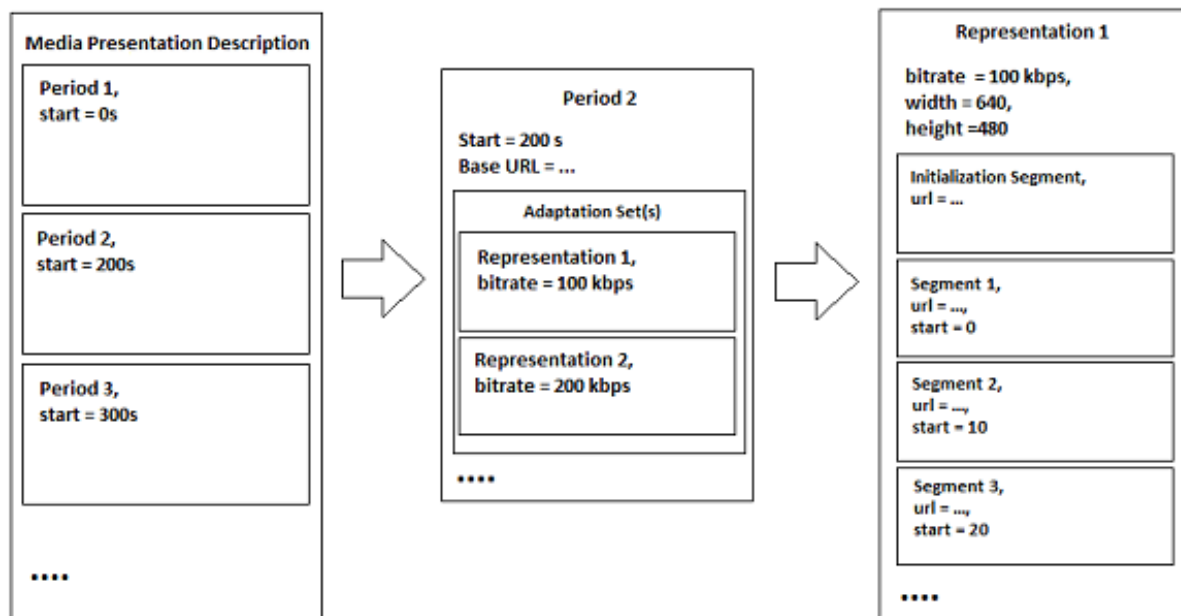 Media Presentation Description
Period 1,
start = 0s
Period 2,
start = 200s
Period 3,
start = 300s
....
Period 2
Start = 200 s
Base URL = ...
Adaptation Set(s)
Representation 1,
bitrate = 100 kbps
Representation 2,
bitrate = 200 kbps
....
Representation 1
bitrate = 100 kbps,
width = 640,
height =480
Initialization Segment,
url = ...
Segment 1,
url = ...,
start = 0
Segment 2,
url = ...,
start = 10
Segment 3,
url = ...,
start = 20
....